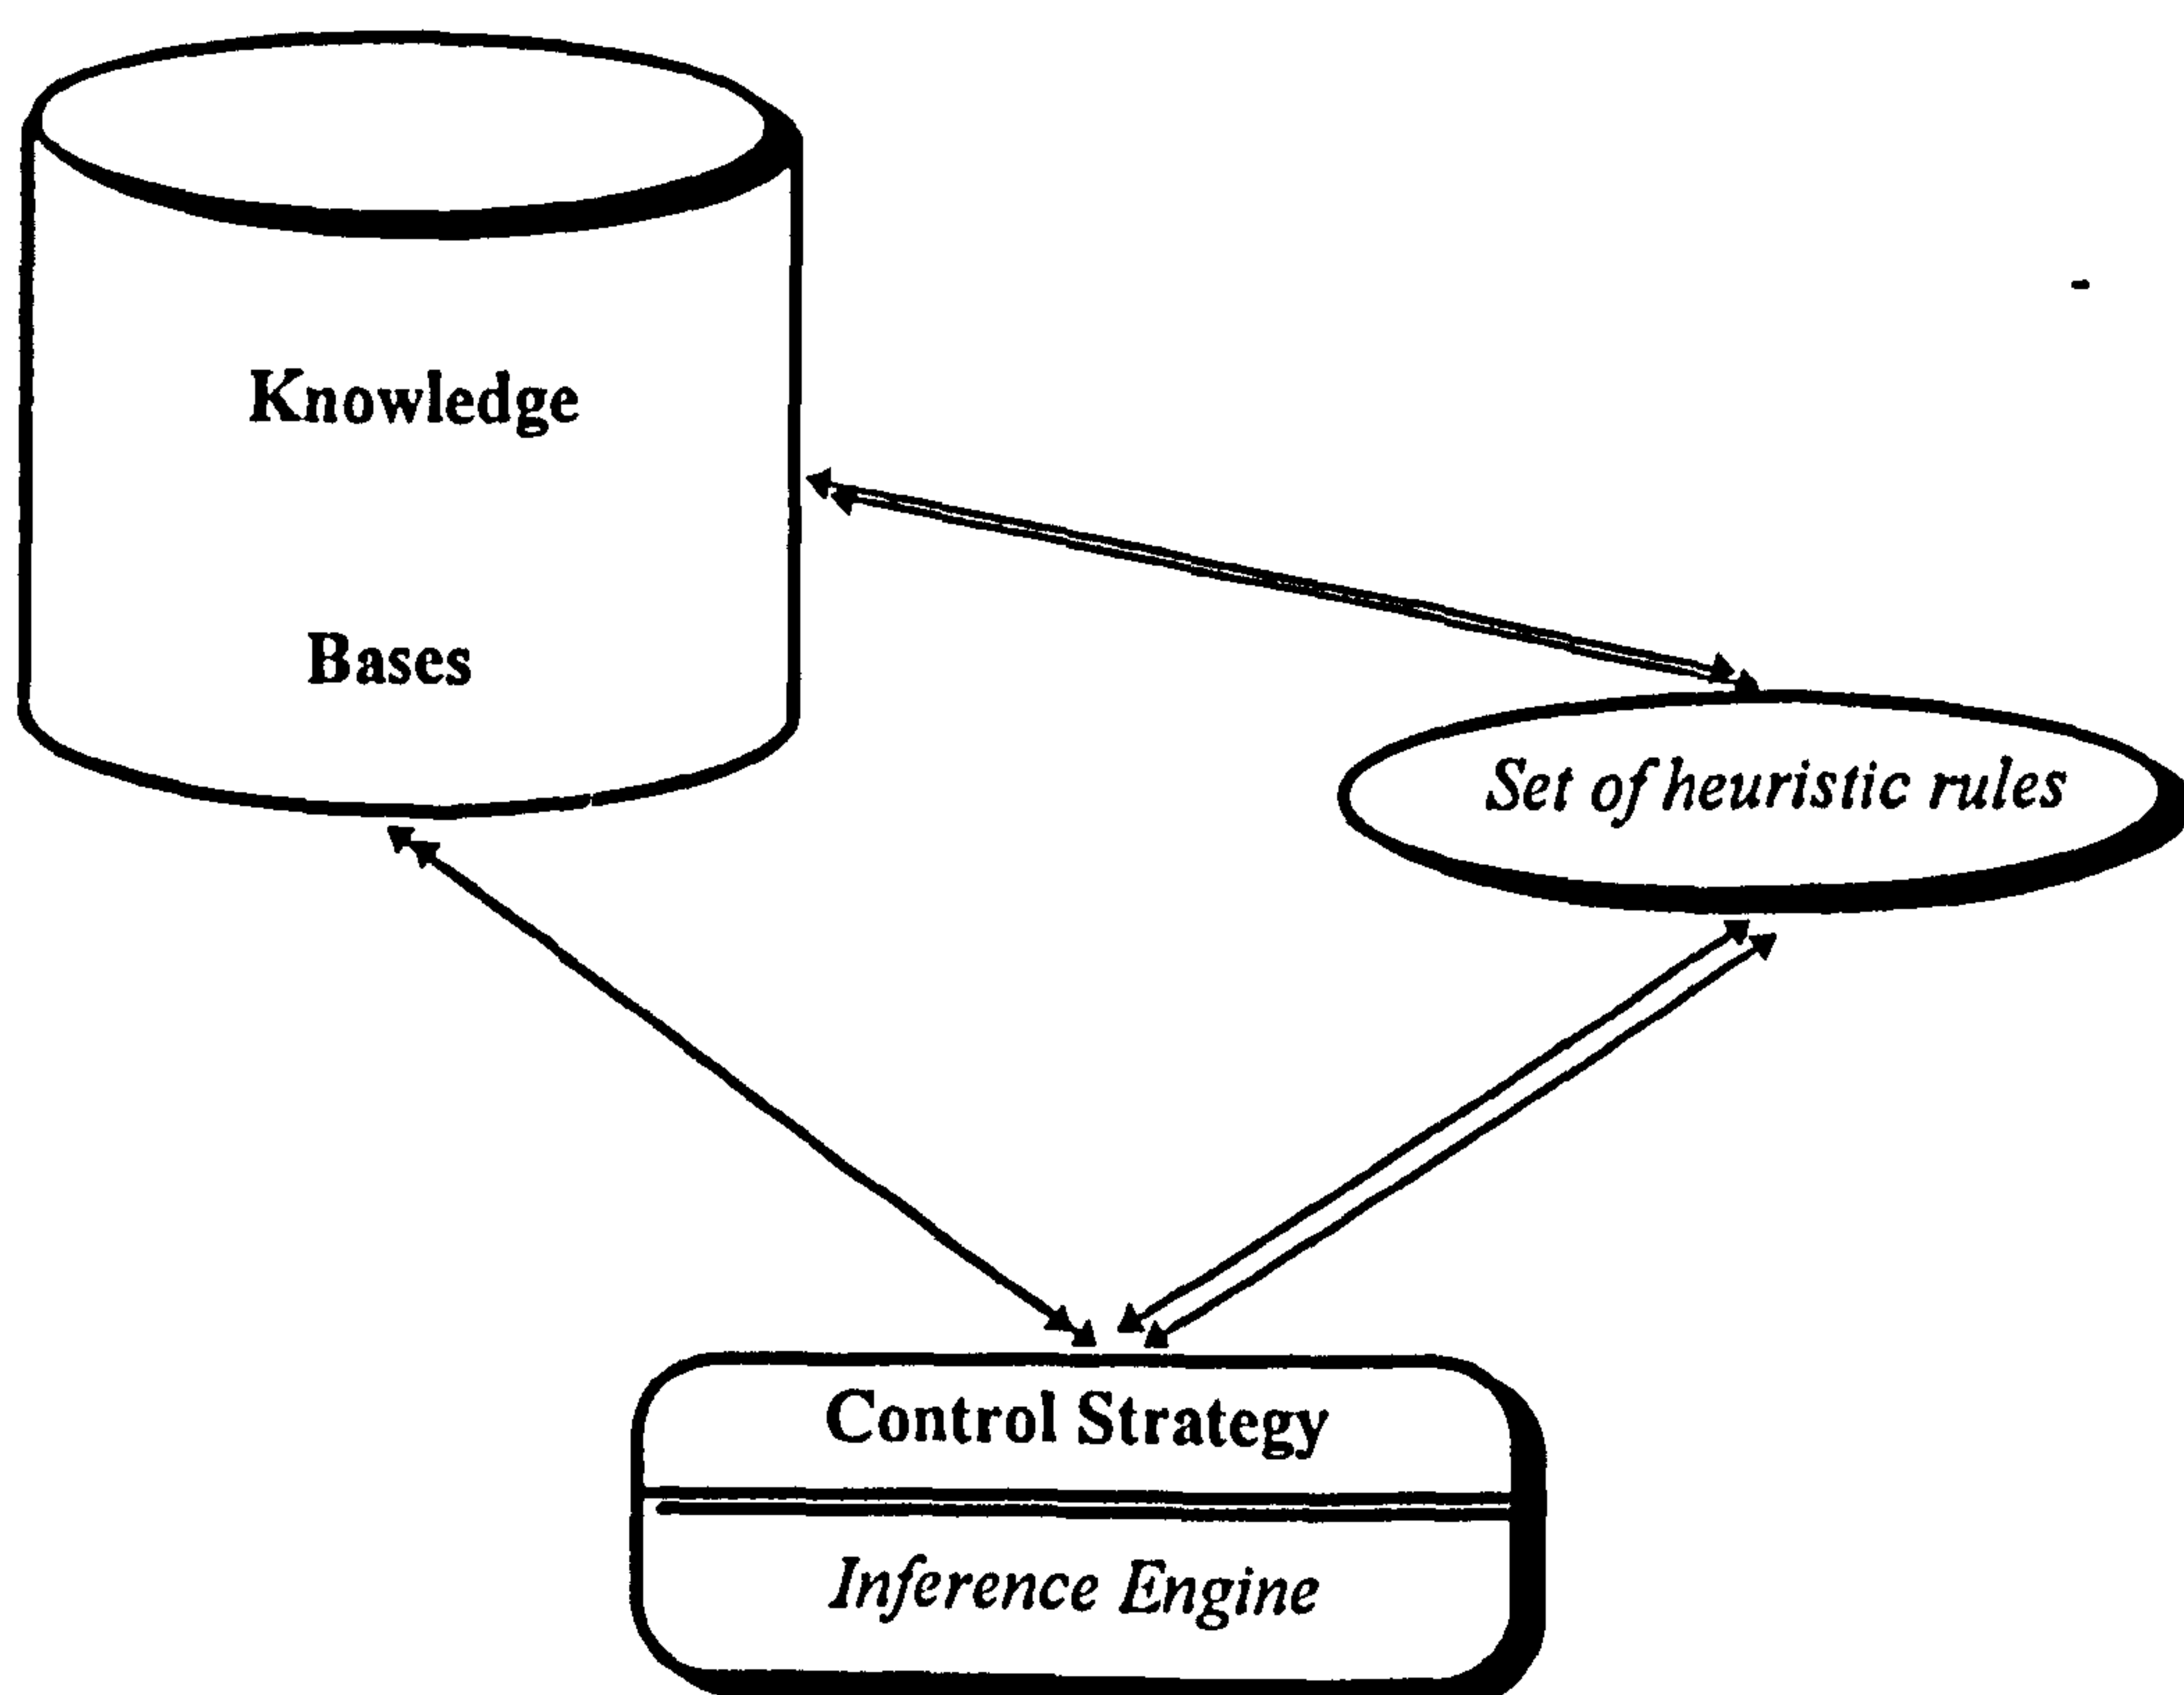 Knowledge
Bases
Set of heuristic rules
Control Strategy
Inference Engine